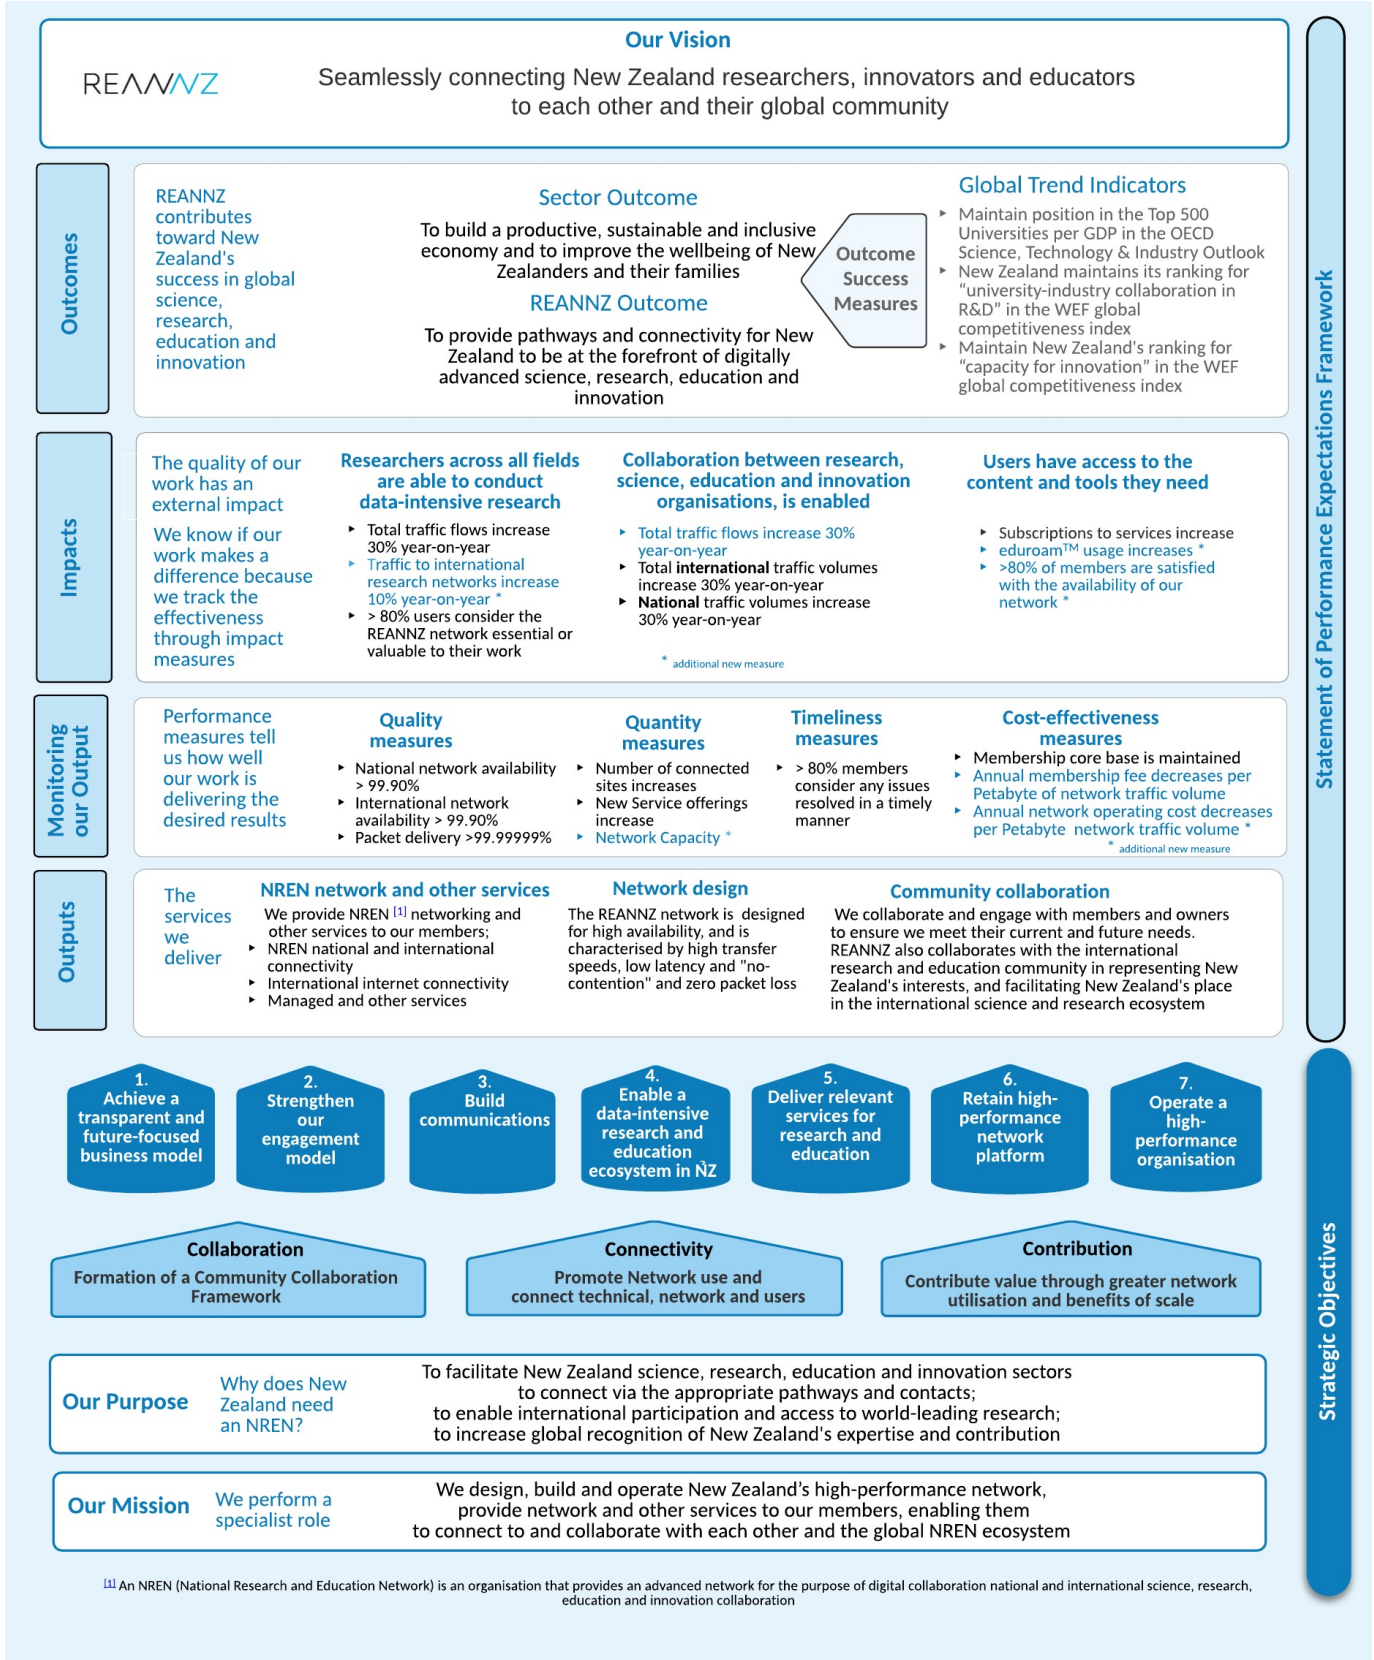 Our Vision
REANNZ
Seamlessly connecting New Zealand researchers, innovators and educators
to each other and their global community
Outcomes
REANNZ
contributes
toward New
Zealand's
success in global
science,
research,
education and
innovation
Sector Outcome
To build a productive, sustainable and inclusive
economy and to improve the wellbeing of New
Zealanders and their families
REANNZ Outcome
To provide pathways and connectivity for New
Zealand to be at the forefront of digitally
advanced science, research, education and
innovation
Outcome
Success
Measures
Global Trend Indicators
‣ Maintain position in the Top 500
Universities per GDP in the OECD
Science, Technology & Industry Outlook
‣ New Zealand maintains its ranking for
“university-industry collaboration in
R&D” in the WEF global
competitiveness index
‣ Maintain New Zealand's ranking for
“capacity for innovation” in the WEF
global competitiveness index
Statement of Performance Expectations Framework
Impacts
The quality of our
work has an
external impact
We know if our
work makes a
difference because
we track the
effectiveness
through impact
measures
Researchers across all fields
are able to conduct
data-intensive research
‣ Total traffic flows increase
30% year-on-year
‣ Traffic to international
research networks increase
10% year-on-year *
‣ > 80% users consider the
REANNZ network essential or
valuable to their work
Collaboration between research,
science, education and innovation
organisations, is enabled
‣ Total traffic flows increase 30%
year-on-year
‣ Total international traffic volumes
increase 30% year-on-year
‣ National traffic volumes increase
30% year-on-year
* additional new measure
Users have access to the
content and tools they need
‣ Subscriptions to services increase
‣ eduroam™ usage increases *
‣ >80% of members are satisfied
with the availability of our
network *
Monitoring
our Output
Performance
measures tell
us how well
our work is
delivering the
desired results
Quality
measures
‣ National network availability
> 99.90%
‣ International network
availability > 99.90%
‣ Packet delivery >99.99999%
Quantity
measures
‣ Number of connected
sites increases
‣ New Service offerings
increase
‣ Network Capacity *
Timeliness
measures
‣ > 80% members
consider any issues
resolved in a timely
manner
Cost-effectiveness
measures
‣ Membership core base is maintained
‣ Annual membership fee decreases per
Petabyte of network traffic volume
‣ Annual network operating cost decreases
per Petabyte network traffic volume *
* additional new measure
Outputs
The
services
we
deliver
NREN network and other services
We provide NREN [1] networking and
other services to our members;
‣ NREN national and international
connectivity
‣ International internet connectivity
‣ Managed and other services
Network design
The REANNZ network is designed
for high availability, and is
characterised by high transfer
speeds, low latency and "no-
contention" and zero packet loss
Community collaboration
We collaborate and engage with members and owners
to ensure we meet their current and future needs.
REANNZ also collaborates with the international
research and education community in representing New
Zealand's interests, and facilitating New Zealand's place
in the international science and research ecosystem
1.
Achieve a
transparent and
future-focused
business model
2.
Strengthen
our
engagement
model
3.
Build
communications
4.
Enable a
data-intensive
research and
education
ecosystem in NZ
5.
Deliver relevant
services for
research and
education
6.
Retain high-
performance
network
platform
7.
Operate a
high-
performance
organisation
Strategic Objectives
Collaboration
Formation of a Community Collaboration
Framework
Connectivity
Promote Network use and
connect technical, network and users
Contribution
Contribute value through greater network
utilisation and benefits of scale
Our Purpose
Why does New
Zealand need
an NREN?
To facilitate New Zealand science, research, education and innovation sectors
to connect via the appropriate pathways and contacts;
to enable international participation and access to world-leading research;
to increase global recognition of New Zealand's expertise and contribution
Our Mission
We perform a
specialist role
We design, build and operate New Zealand’s high-performance network,
provide network and other services to our members, enabling them
to connect to and collaborate with each other and the global NREN ecosystem
[1] An NREN (National Research and Education Network) is an organisation that provides an advanced network for the purpose of digital collaboration national and international science, research,
education and innovation collaboration